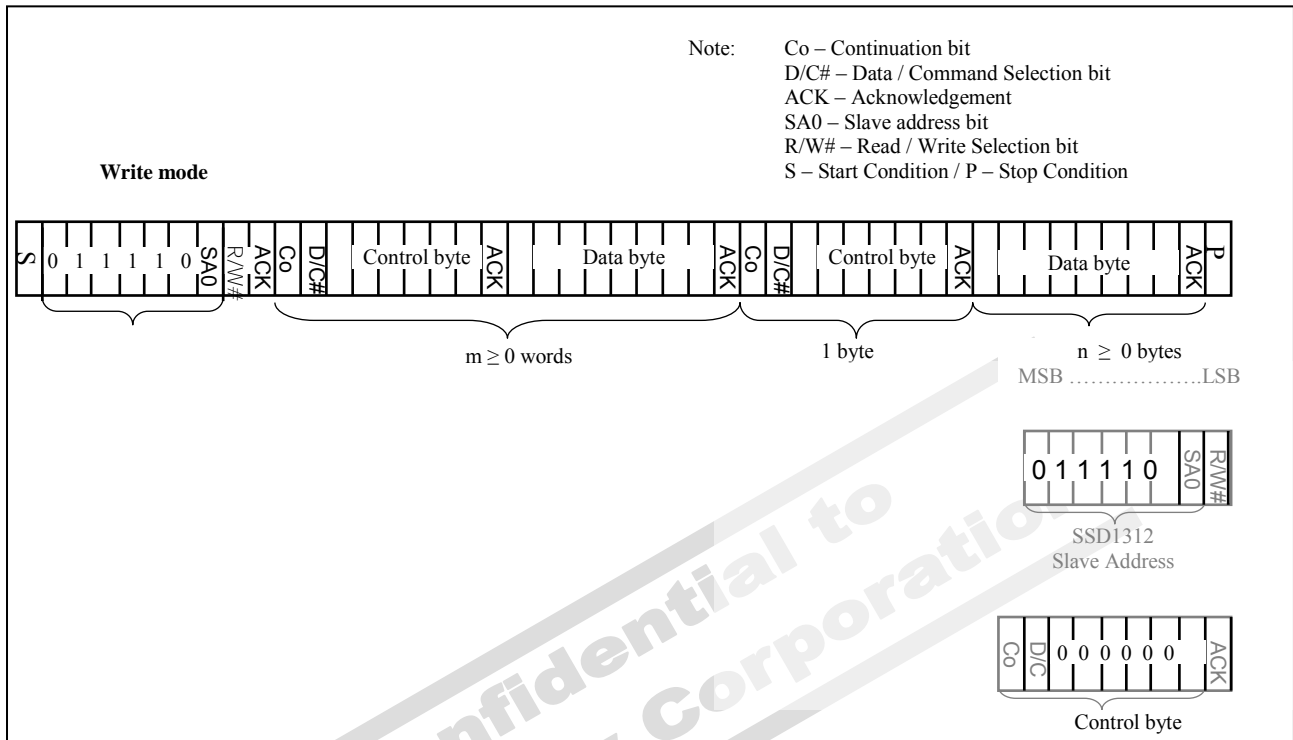 Note: Co – Continuation bit
D/C# – Data / Command Selection bit
ACK – Acknowledgement
SA0 – Slave address bit
R/W# – Read / Write Selection bit
S – Start Condition / P – Stop Condition
Write mode
S 0 1 1 1 1 0 SA0 R/W# ACK Co D/C# Control byte ACK Data byte ACK Co D/C# Control byte ACK Data byte ACK P
m ≥ 0 words 1 byte n ≥ 0 bytes
MSB ………………….LSB
0 1 1 1 1 0 SA0 R/W#
SSD1312
Slave Address
Co D/C 0 0 0 0 0 0 ACK
Control byte
nfidential to
Corporation